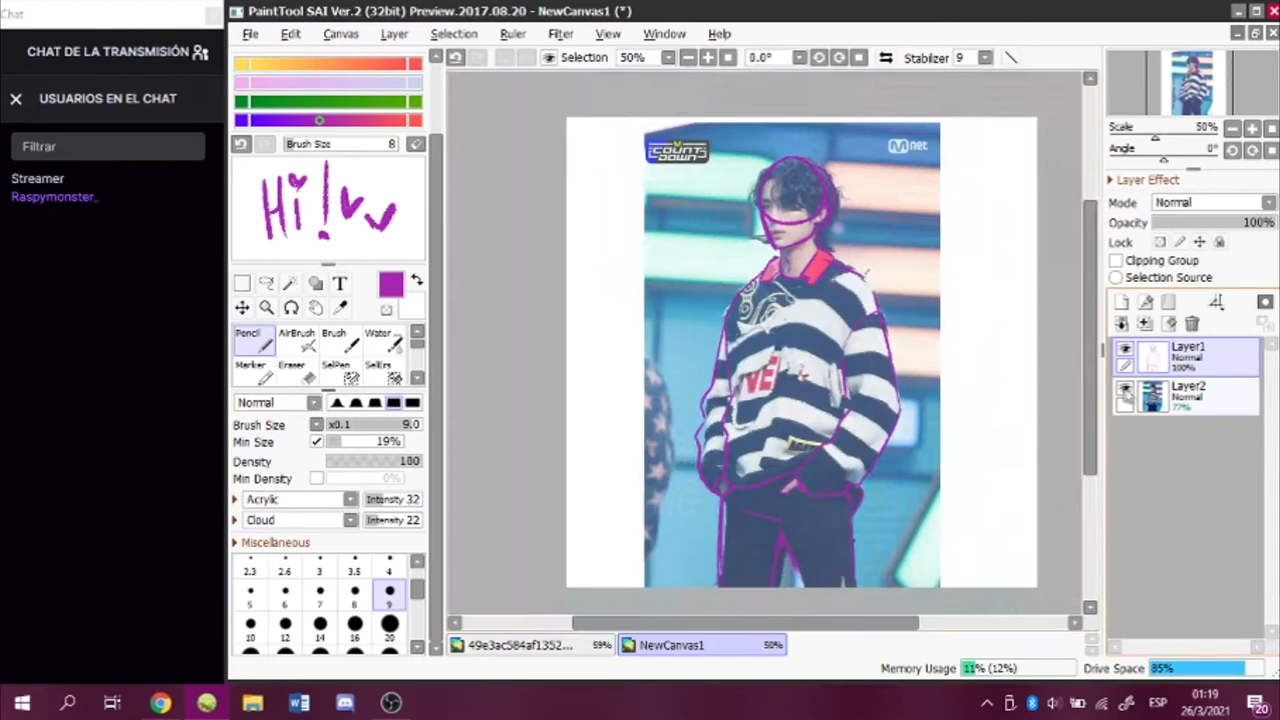 Chat
CHAT DE LA TRANSMISIÓN
USUARIOS EN EL CHAT
Filtrar
Streamer
Raspymonster_
PaintTool SAI Ver.2 (32bit) Preview.2017.08.20 - NewCanvas1 (*)
File Edit Canvas Layer Selection Ruler Filter View Window Help
Selection 50% 0.0° Stabilizer 9
Brush Size 8
Hi!
T
Pencil AirBrush Brush Water ...
Marker Eraser SelPen SelErs
Normal
Brush Size x0.1 9.0
Min Size 19%
Density 100
Min Density 0%
Acrylic Intensity 32
Cloud Intensity 22
Miscellaneous
2.3 2.6 3 3.5 4
5 6 7 8 9
10 12 14 16 20
COUNT
DOWN
M net
49e3ac584af1352... 59%
NewCanvas1 50%
Scale 50%
Angle 0°
Layer Effect
Mode Normal
Opacity 100%
Lock
Clipping Group
Selection Source
Layer1
Normal
100%
Layer2
Normal
77%
Memory Usage 11% (12%) Drive Space 85%
ESP
01:19
26/3/2021
20